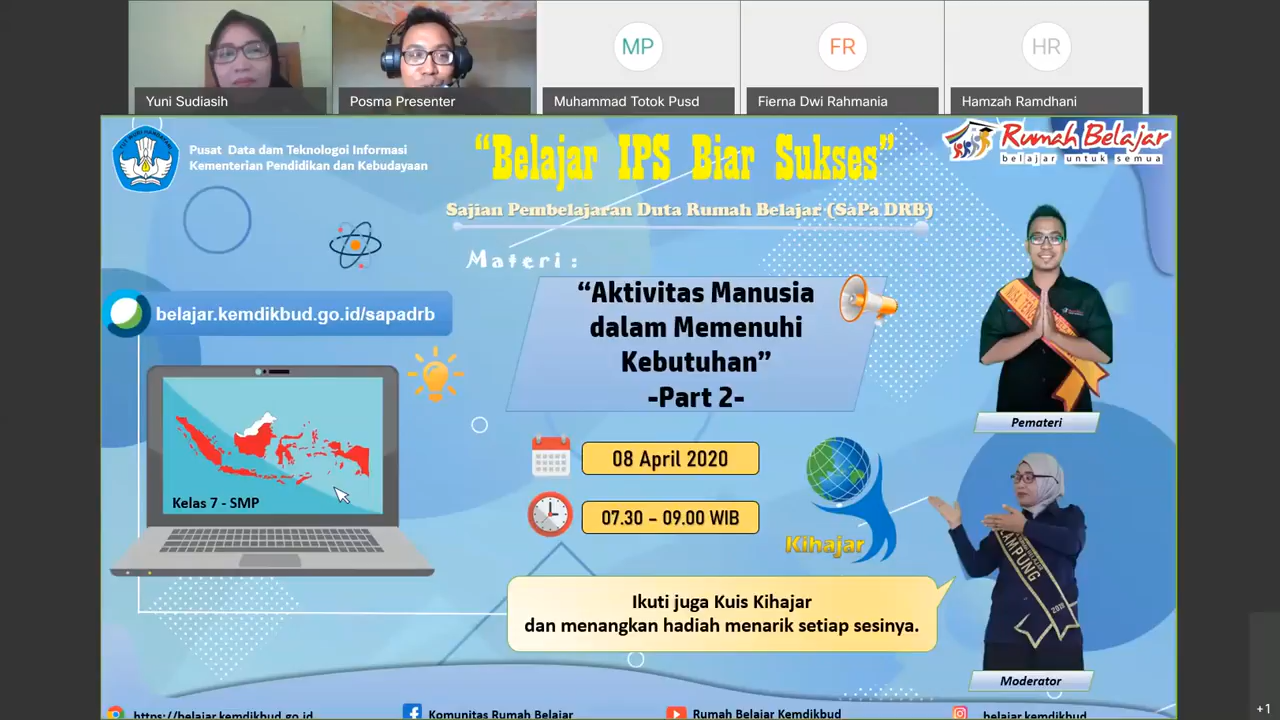 MP
FR
HR
Yuni Sudiasih
Posma Presenter
Muhammad Totok Pusd
Fierna Dwi Rahmania
Hamzah Ramdhani
Pusat Data dam Teknologoi Informasi
Kementerian Pendidikan dan Kebudayaan
“Belajar IPS Biar Sukses”
Rumah Belajar
belajar untuk semua
Sajian Pembelajaran Duta Rumah Belajar (SaPa DRB)
Materi :
belajar.kemdikbud.go.id/sapadrb
“Aktivitas Manusia
dalam Memenuhi
Kebutuhan”
-Part 2-
Pemateri
08 April 2020
Kelas 7 - SMP
07.30 – 09.00 WIB
Kihajar
LAMPUNG
2019
Ikuti juga Kuis Kihajar
dan menangkan hadiah menarik setiap sesinya.
Moderator
https://belajar.kemdikbud.go.id
Komunitas Rumah Belajar
Rumah Belajar Kemdikbud
belajar.kemdikbud
+1